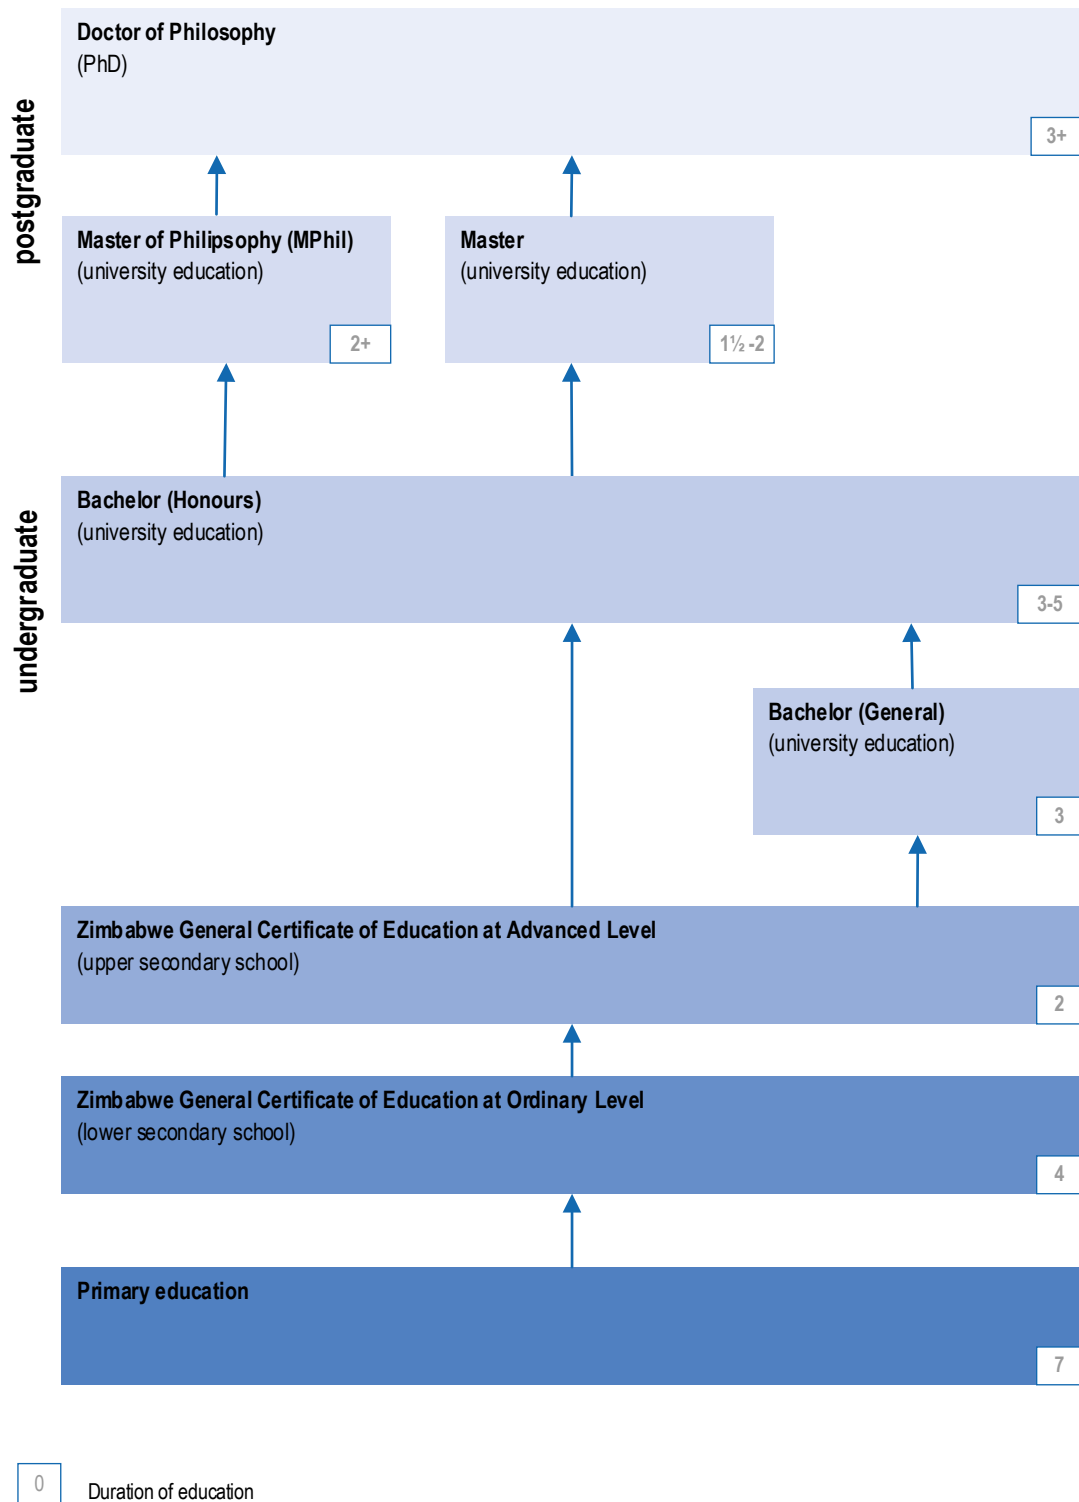 postgraduate
Doctor of Philosophy
(PhD)
3+
Master of Philipsophy (MPhil)
(university education)
2+
Master
(university education)
1½ -2
undergraduate
Bachelor (Honours)
(university education)
3-5
Bachelor (General)
(university education)
3
Zimbabwe General Certificate of Education at Advanced Level
(upper secondary school)
2
Zimbabwe General Certificate of Education at Ordinary Level
(lower secondary school)
4
Primary education
7
0
Duration of education